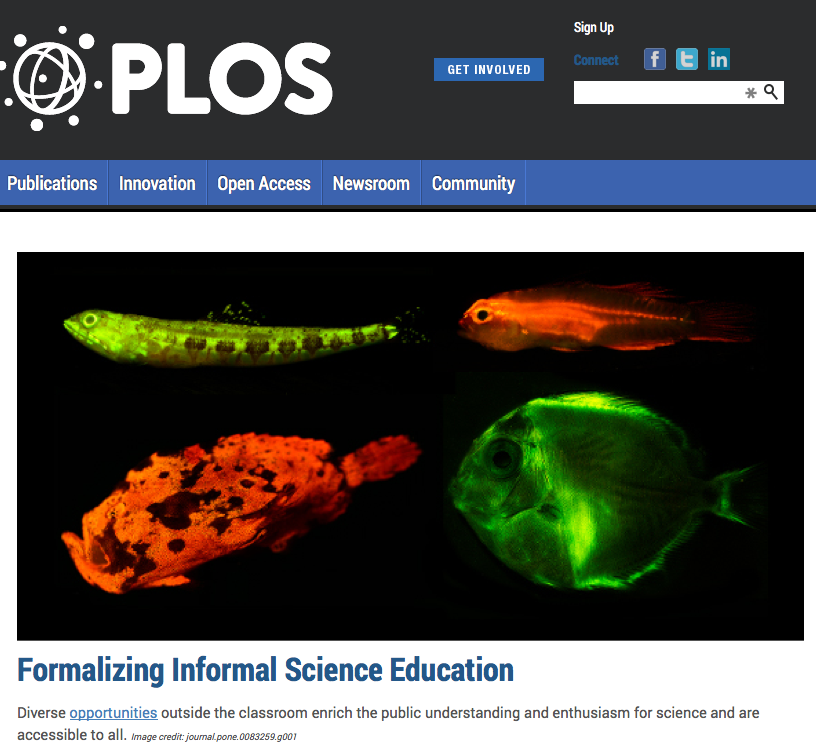 PLOS
GET INVOLVED
Sign Up
Connect
Publications
Innovation
Open Access
Newsroom
Community
Formalizing Informal Science Education
Diverse opportunities outside the classroom enrich the public understanding and enthusiasm for science and are
accessible to all. Image credit: journal.pone.0083259.g001